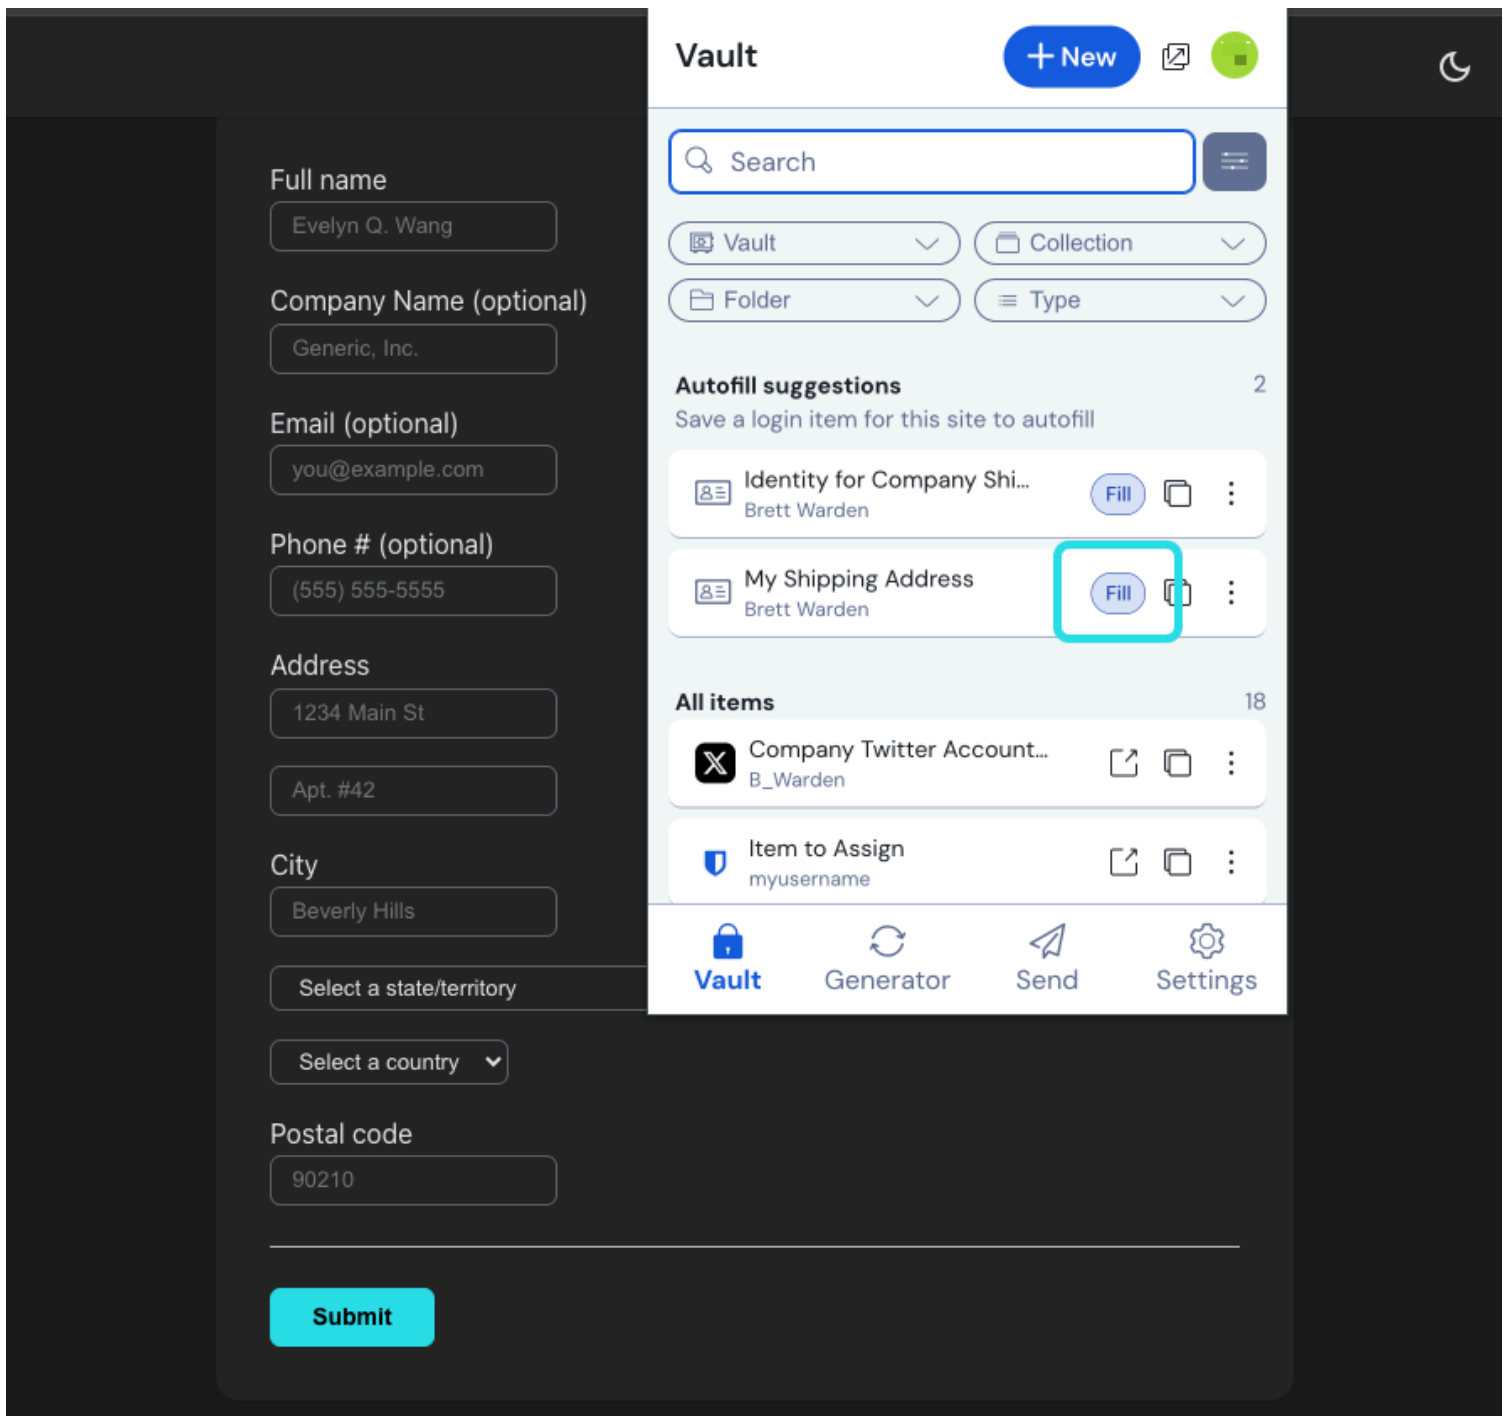 Full name
Evelyn Q. Wang
Company Name (optional)
Generic, Inc.
Email (optional)
you@example.com
Phone # (optional)
(555) 555-5555
Address
1234 Main St
Apt. #42
City
Beverly Hills
Select a state/territory
Select a country
Postal code
90210
Submit
Vault
New
Search
Vault
Collection
Folder
Type
Autofill suggestions 2
Save a login item for this site to autofill
Identity for Company Shi...
Brett Warden
Fill
My Shipping Address
Brett Warden
Fill
All items 18
Company Twitter Account...
B_Warden
Item to Assign
myusername
Vault Generator Send Settings